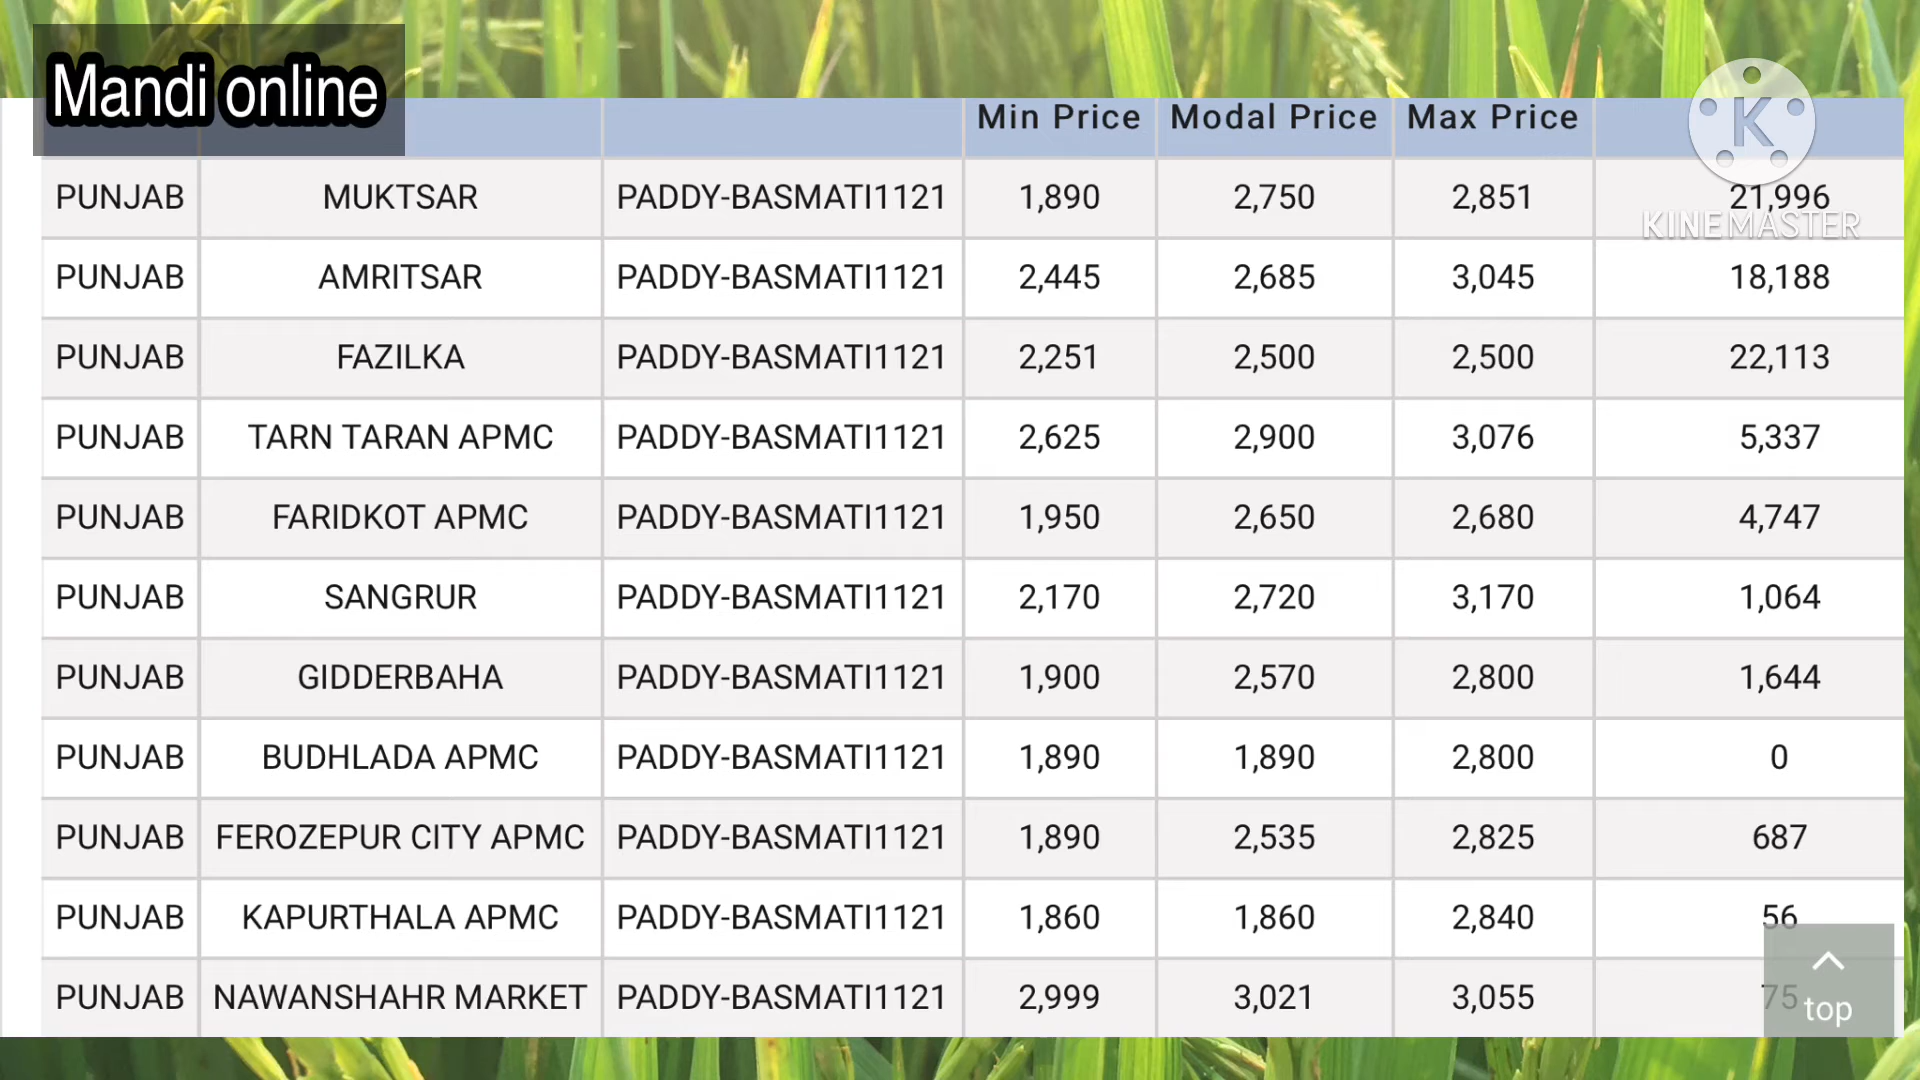 Mandi online
Min Price Modal Price Max Price
KINEMASTER
PUNJAB MUKTSAR PADDY-BASMATI1121 1,890 2,750 2,851 21,996
PUNJAB AMRITSAR PADDY-BASMATI1121 2,445 2,685 3,045 18,188
PUNJAB FAZILKA PADDY-BASMATI1121 2,251 2,500 2,500 22,113
PUNJAB TARN TARAN APMC PADDY-BASMATI1121 2,625 2,900 3,076 5,337
PUNJAB FARIDKOT APMC PADDY-BASMATI1121 1,950 2,650 2,680 4,747
PUNJAB SANGRUR PADDY-BASMATI1121 2,170 2,720 3,170 1,064
PUNJAB GIDDERBAHA PADDY-BASMATI1121 1,900 2,570 2,800 1,644
PUNJAB BUDHLADA APMC PADDY-BASMATI1121 1,890 1,890 2,800 0
PUNJAB FEROZEPUR CITY APMC PADDY-BASMATI1121 1,890 2,535 2,825 687
PUNJAB KAPURTHALA APMC PADDY-BASMATI1121 1,860 1,860 2,840 56
PUNJAB NAWANSHAHR MARKET PADDY-BASMATI1121 2,999 3,021 3,055 75
top